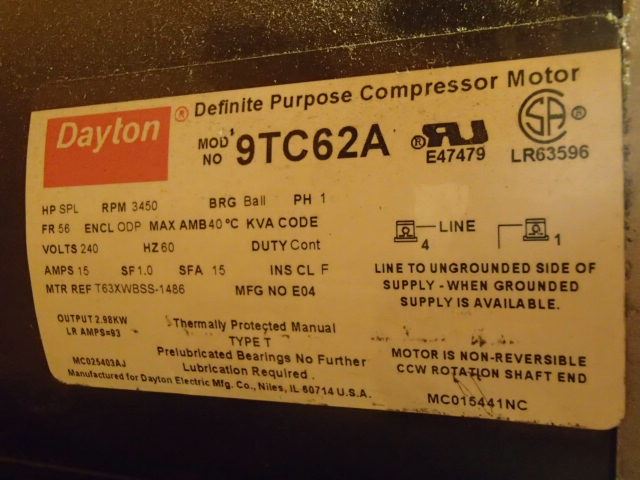 Dayton ® Definite Purpose Compressor Motor
MOD NO 9TC62A
® E47479
® LR63596
HP SPL RPM 3450 BRG Ball PH 1
FR 56 ENCL ODP MAX AMB 40 °C KVA CODE
VOLTS 240 HZ 60 DUTY Cont
AMPS 15 SF 1.0 SFA 15 INS CL F
MTR REF T63XWBSS-1486 MFG NO E04
OUTPUT 2.98KW
LR AMPS=93
Thermally Protected Manual
TYPE T
Prelubricated Bearings No Further
Lubrication Required
MC025403AJ
Manufactured for Dayton Electric Mfg. Co., Niles, IL 60714 U.S.A.
LINE
4 1
LINE TO UNGROUNDED SIDE OF
SUPPLY - WHEN GROUNDED
SUPPLY IS AVAILABLE.
MOTOR IS NON-REVERSIBLE
CCW ROTATION SHAFT END
MC015441NC